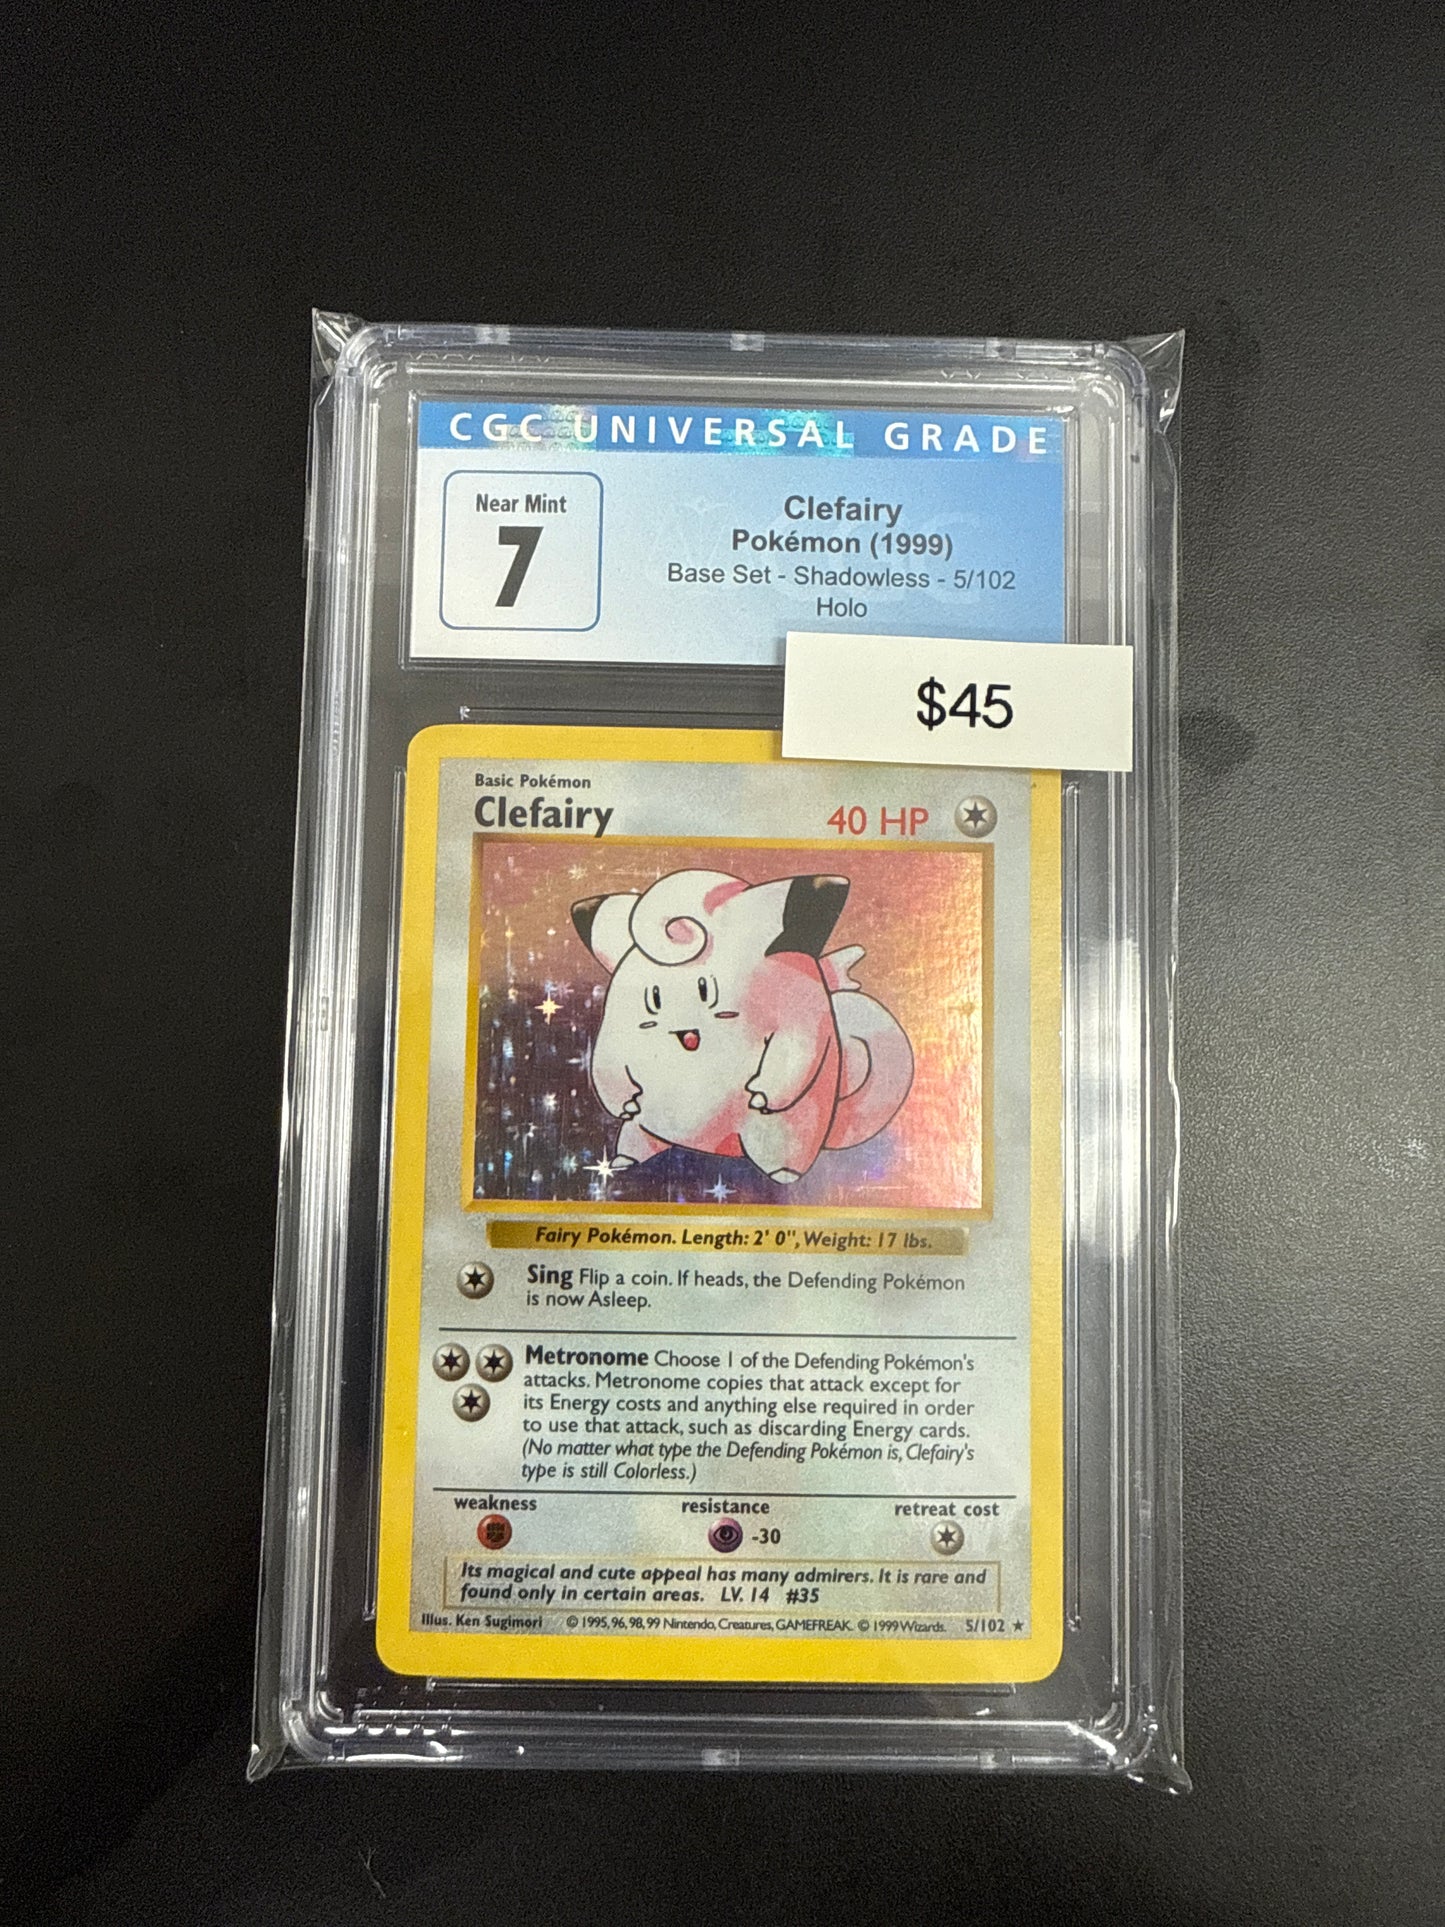 CGC UNIVERSAL GRADE
Near Mint
7
Clefairy
Pokémon (1999)
Base Set - Shadowless - 5/102
Holo
$45
Basic Pokémon
Clefairy
40 HP
Fairy Pokémon. Length: 2' 0", Weight: 17 lbs.
Sing Flip a coin. If heads, the Defending Pokémon
is now Asleep.
Metronome Choose 1 of the Defending Pokémon's
attacks. Metronome copies that attack except for
its Energy costs and anything else required in order
to use that attack, such as discarding Energy cards.
(No matter what type the Defending Pokémon is, Clefairy's
type is still Colorless.)
weakness
resistance
retreat cost
-30
Its magical and cute appeal has many admirers. It is rare and
found only in certain areas. LV. 14 #35
Illus. Ken Sugimori © 1995, 96, 98, 99 Nintendo, Creatures, GAMEFREAK. © 1999 Wizards. 5/102 ★